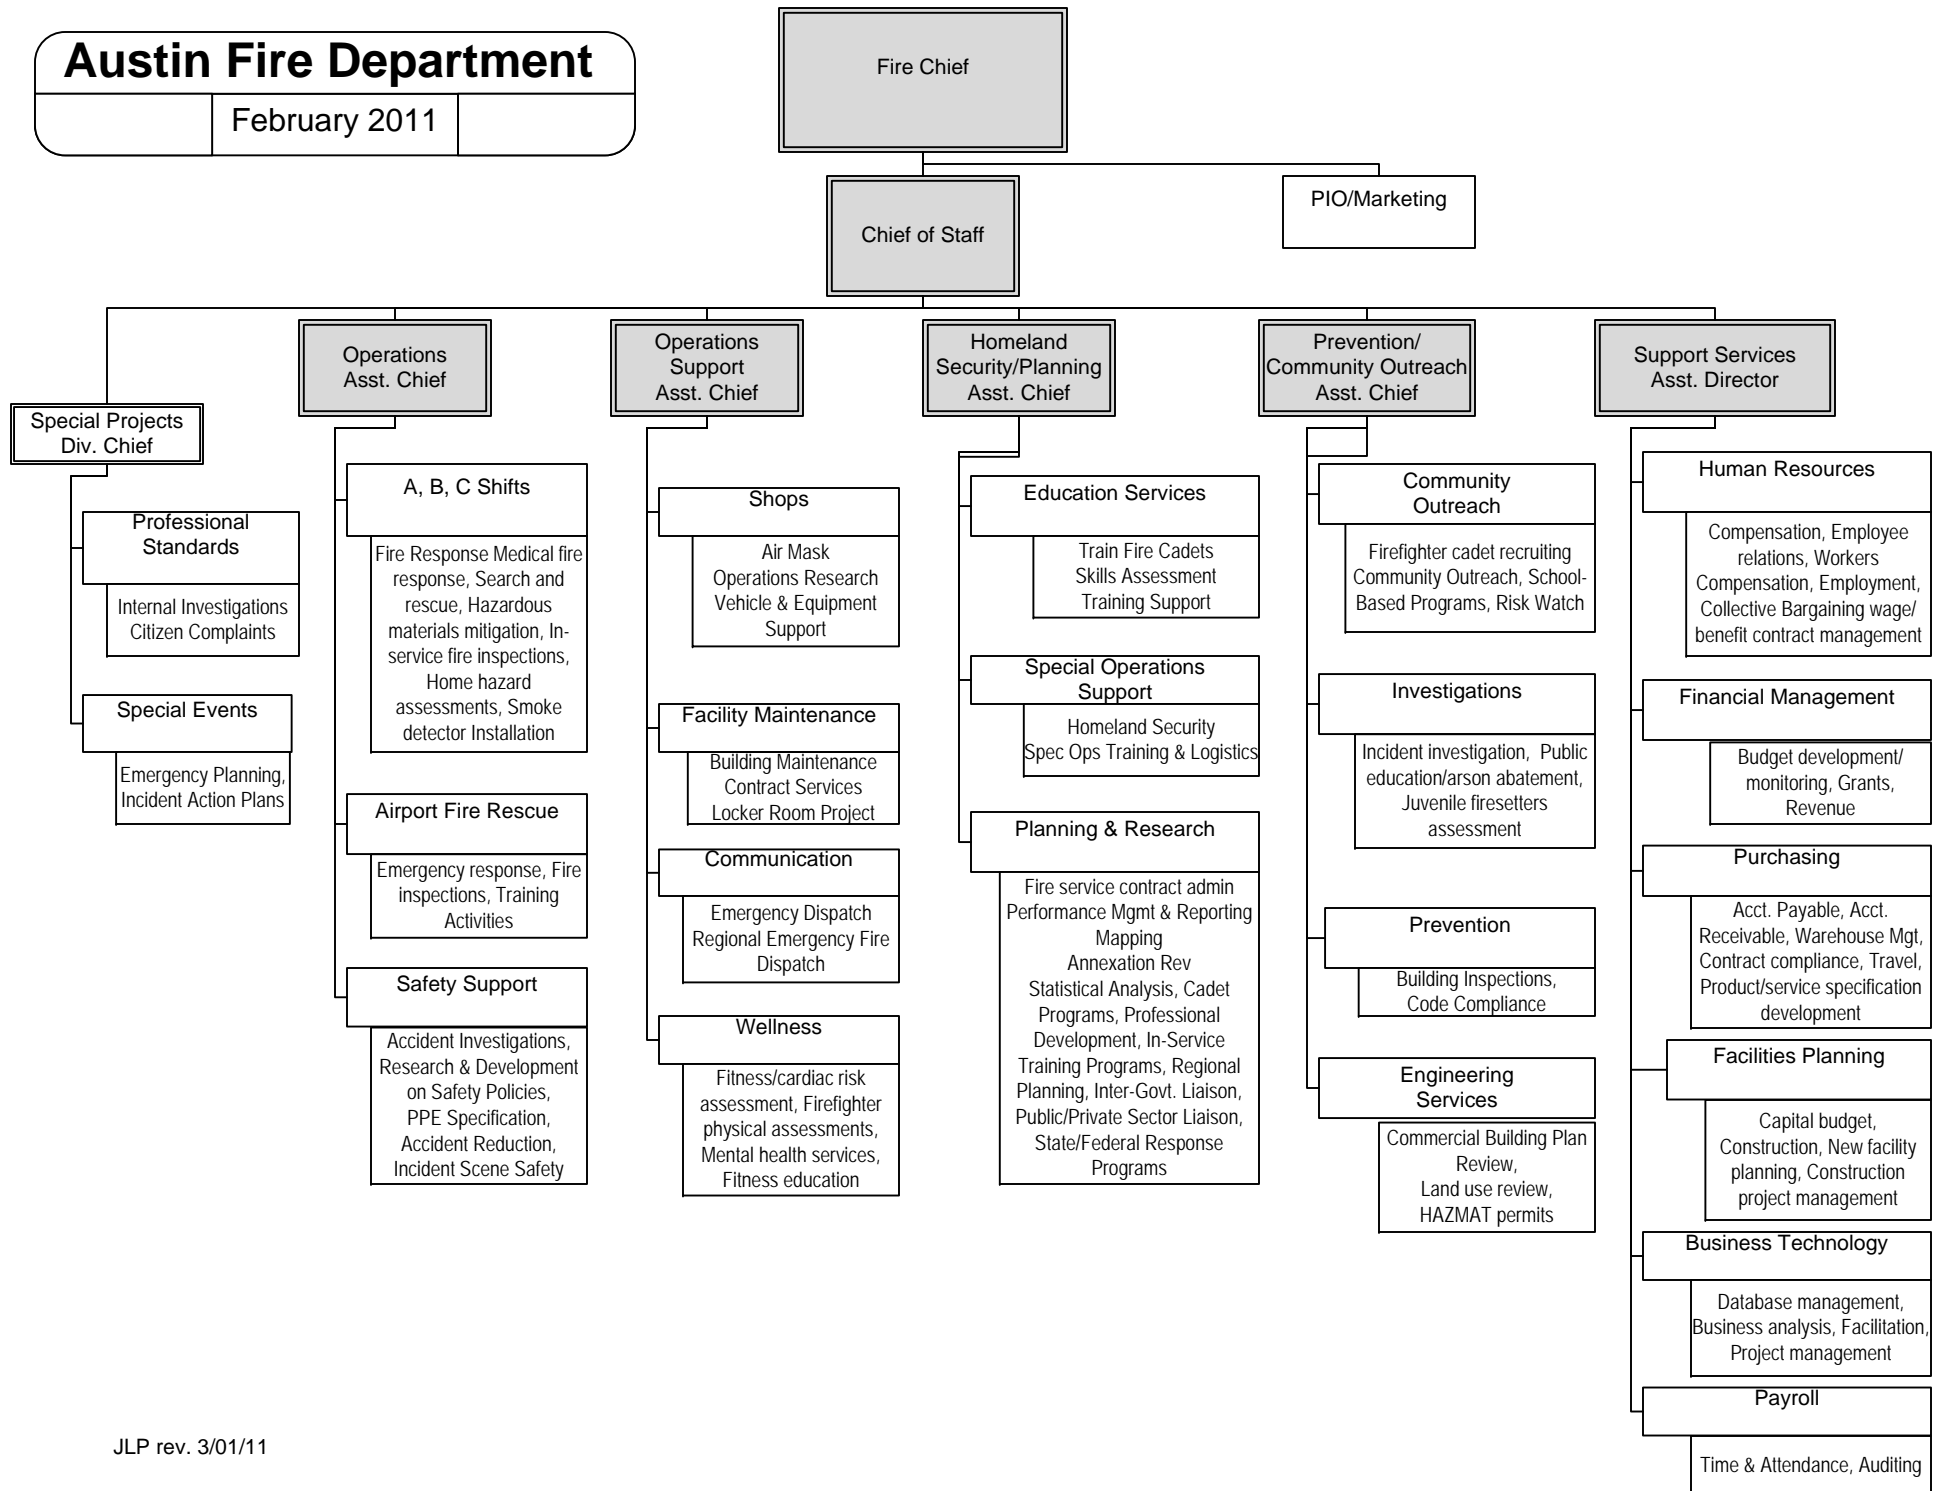 Austin Fire Department
February 2011
Fire Chief
Chief of Staff
PIO/Marketing
Special Projects
Div. Chief
Professional
Standards
Internal Investigations
Citizen Complaints
Special Events
Emergency Planning,
Incident Action Plans
Operations
Asst. Chief
A, B, C Shifts
Fire Response Medical fire
response, Search and
rescue, Hazardous
materials mitigation, In-
service fire inspections,
Home hazard
assessments, Smoke
detector Installation
Airport Fire Rescue
Emergency response, Fire
inspections, Training
Activities
Safety Support
Accident Investigations,
Research & Development
on Safety Policies,
PPE Specification,
Accident Reduction,
Incident Scene Safety
Operations
Support
Asst. Chief
Shops
Air Mask
Operations Research
Vehicle & Equipment
Support
Facility Maintenance
Building Maintenance
Contract Services
Locker Room Project
Communication
Emergency Dispatch
Regional Emergency Fire
Dispatch
Wellness
Fitness/cardiac risk
assessment, Firefighter
physical assessments,
Mental health services,
Fitness education
Homeland
Security/Planning
Asst. Chief
Education Services
Train Fire Cadets
Skills Assessment
Training Support
Special Operations
Support
Homeland Security
Spec Ops Training & Logistics
Planning & Research
Fire service contract admin
Performance Mgmt & Reporting
Mapping
Annexation Rev
Statistical Analysis, Cadet
Programs, Professional
Development, In-Service
Training Programs, Regional
Planning, Inter-Govt. Liaison,
Public/Private Sector Liaison,
State/Federal Response
Programs
Prevention/
Community Outreach
Asst. Chief
Community
Outreach
Firefighter cadet recruiting
Community Outreach, School-
Based Programs, Risk Watch
Investigations
Incident investigation, Public
education/arson abatement,
Juvenile firesetters
assessment
Prevention
Building Inspections,
Code Compliance
Engineering
Services
Commercial Building Plan
Review,
Land use review,
HAZMAT permits
Support Services
Asst. Director
Human Resources
Compensation, Employee
relations, Workers
Compensation, Employment,
Collective Bargaining wage/
benefit contract management
Financial Management
Budget development/
monitoring, Grants,
Revenue
Purchasing
Acct. Payable, Acct.
Receivable, Warehouse Mgt,
Contract compliance, Travel,
Product/service specification
development
Facilities Planning
Capital budget,
Construction, New facility
planning, Construction
project management
Business Technology
Database management,
Business analysis, Facilitation,
Project management
Payroll
Time & Attendance, Auditing
JLP rev. 3/01/11